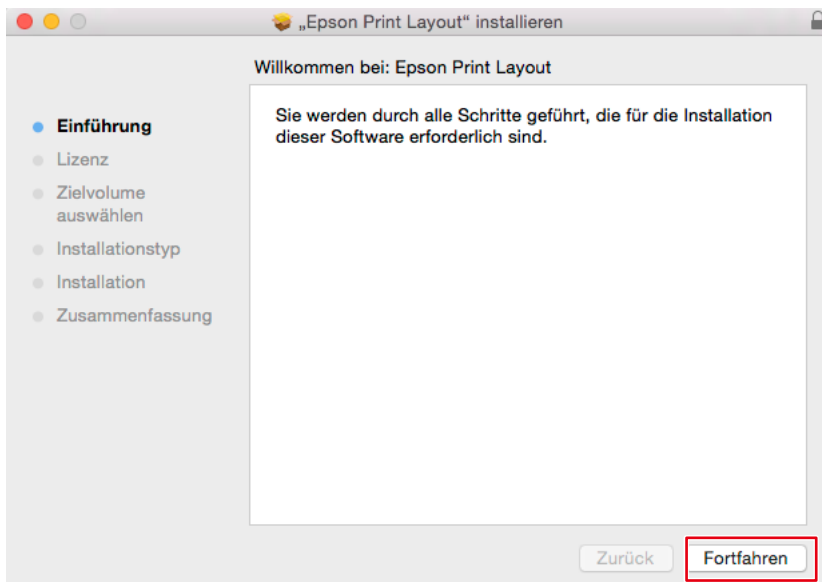 „Epson Print Layout“ installieren
Willkommen bei: Epson Print Layout
Einführung
Lizenz
Zielvolume
auswählen
Installationstyp
Installation
Zusammenfassung
Sie werden durch alle Schritte geführt, die für die Installation
dieser Software erforderlich sind.
Zurück
Fortfahren